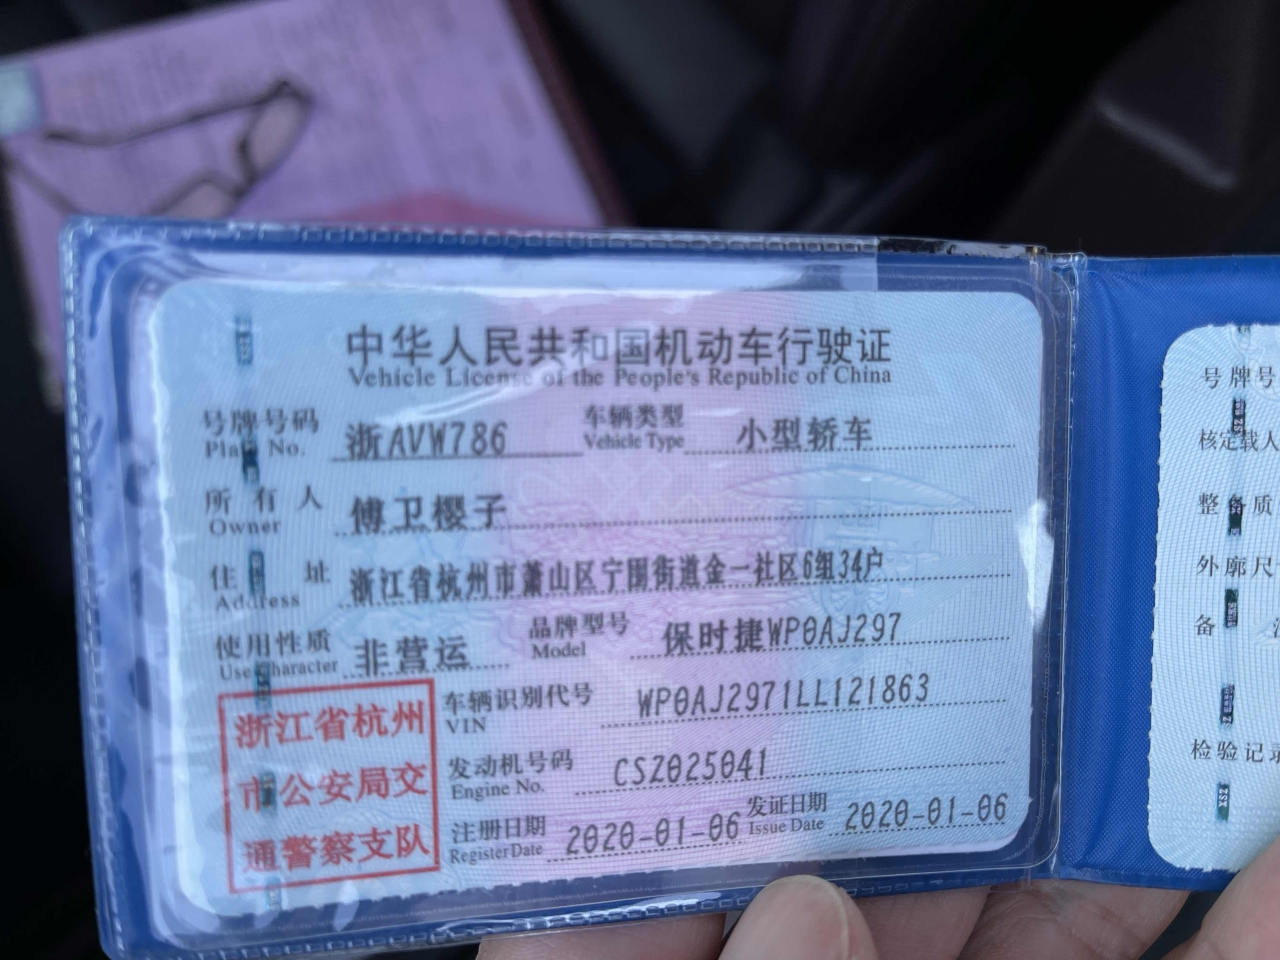 中华人民共和国机动车行驶证
Vehicle License of the People's Republic of China
号牌号码 浙AVW786 车辆类型 小型轿车
Plate No. Vehicle Type
所有人 傅卫樱子
Owner
住址 浙江省杭州市萧山区宁围街道金一社区6组34户
Address
使用性质 非营运 品牌型号 保时捷WP0AJ297
Use Character Model
车辆识别代号 WP0AJ2971LL121863
VIN
发动机号码 CSZ025041
Engine No.
注册日期 2020-01-06 发证日期 2020-01-06
Register Date Issue Date
浙江省杭州
市公安局交
通警察支队
号牌号
核定载人
整备质
外廓尺
备
检验记录